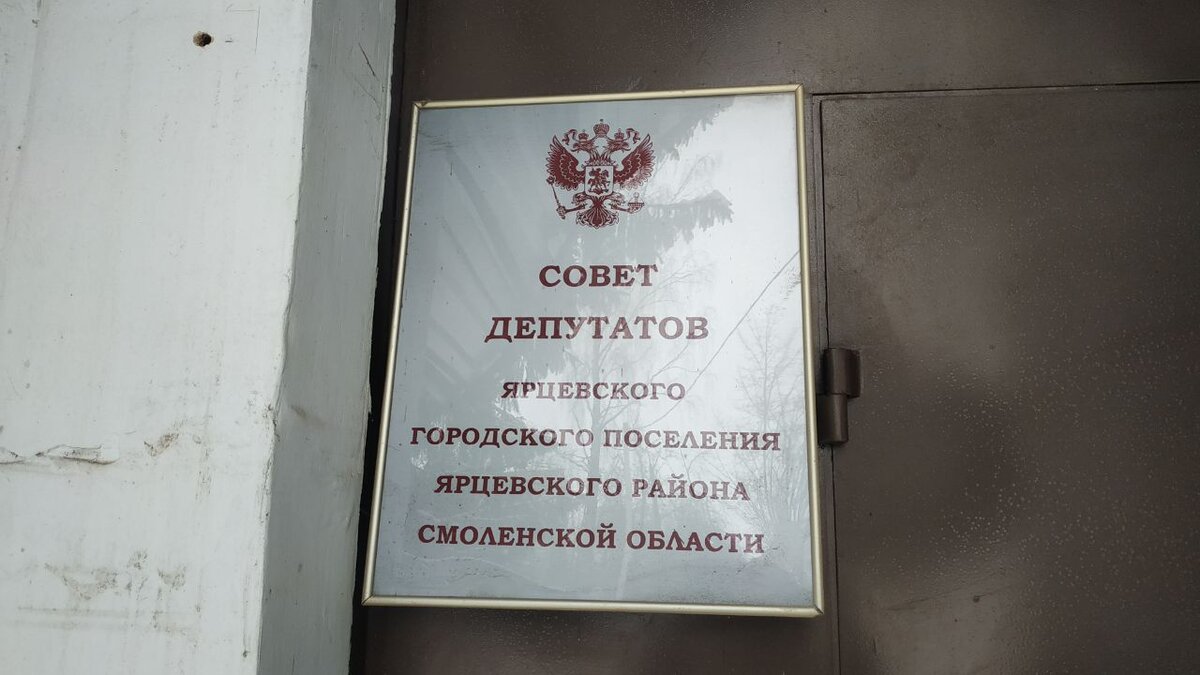 СОВЕТ
ДЕПУТАТОВ
ЯРЦЕВСКОГО
ГОРОДСКОГО ПОСЕЛЕНИЯ
ЯРЦЕВСКОГО РАЙОНА
СМОЛЕНСКОЙ ОБЛАСТИ